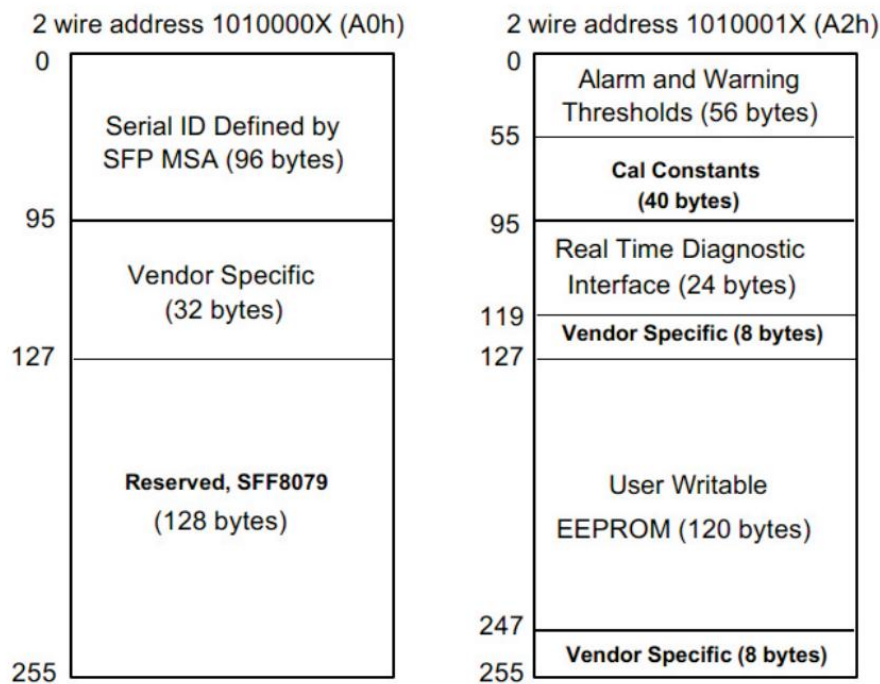 2 wire address 1010000X (A0h)
0
Serial ID Defined by
SFP MSA (96 bytes)
95
Vendor Specific
(32 bytes)
127
Reserved, SFF8079
(128 bytes)
255
2 wire address 1010001X (A2h)
0
Alarm and Warning
Thresholds (56 bytes)
55
Cal Constants
(40 bytes)
95
Real Time Diagnostic
Interface (24 bytes)
119
Vendor Specific (8 bytes)
127
User Writable
EEPROM (120 bytes)
247
Vendor Specific (8 bytes)
255